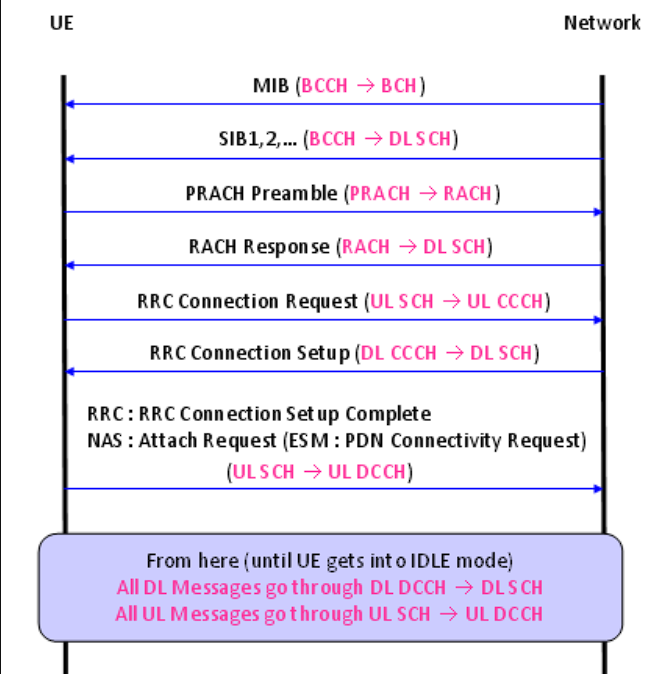 UE Network
MIB (BCCH → BCH)
SIB1,2,... (BCCH → DL SCH)
PRACH Preamble (PRACH → RACH)
RACH Response (RACH → DL SCH)
RRC Connection Request (UL SCH → UL CCCH)
RRC Connection Setup (DL CCCH → DL SCH)
RRC : RRC Connection Setup Complete
NAS : Attach Request (ESM : PDN Connectivity Request)
(UL SCH → UL DCCH)
From here (until UE gets into IDLE mode)
All DL Messages go through DL DCCH → DL SCH
All UL Messages go through UL SCH → UL DCCH